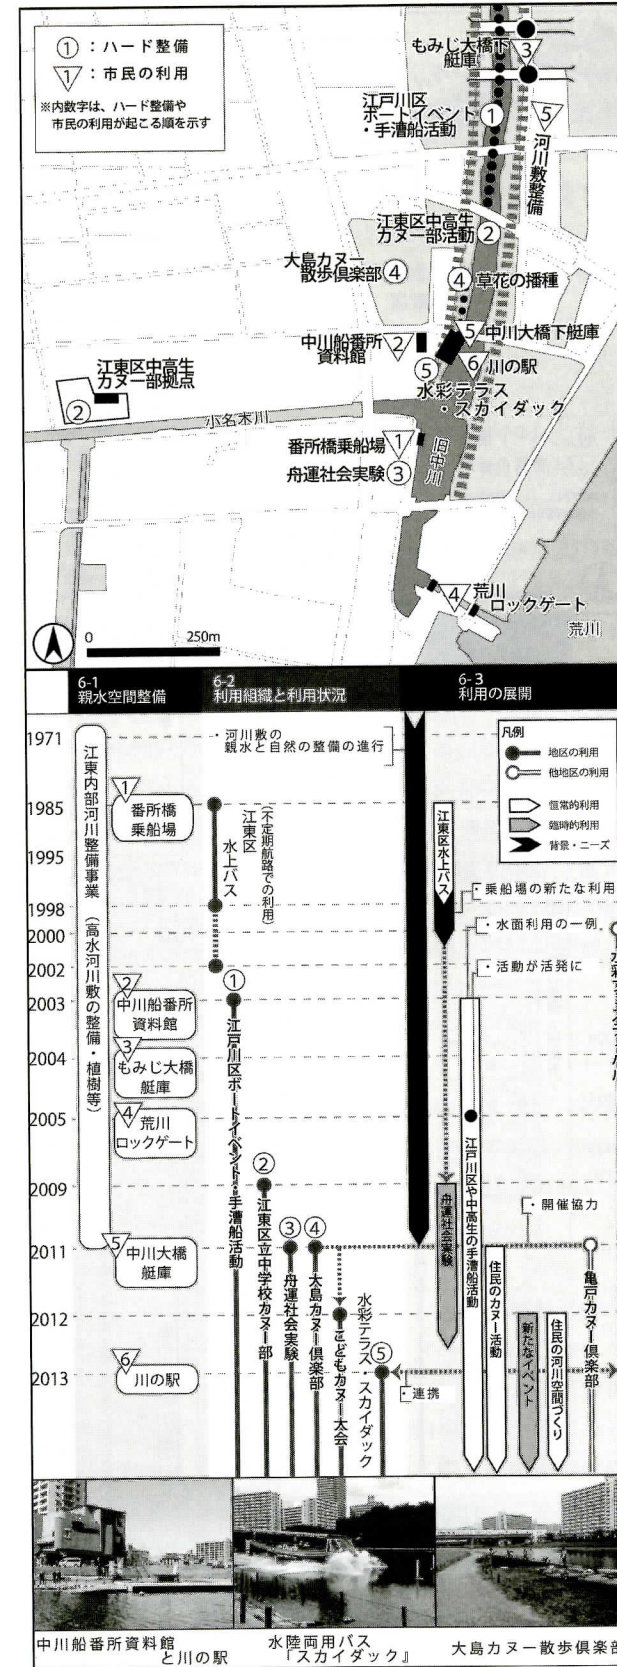 ① : ハード整備
▽1 : 市民の利用
※内数字は、ハード整備や
市民の利用が起こる順を示す
もみじ大橋下
艇庫
3
江戸川区
ボートイベント
・手漕船活動
①
5
河川敷整備
江東区中高生
カヌー部活動
②
大島カヌー
散歩倶楽部
④
④
草花の播種
5
中川大橋下艇庫
中川船番所
資料館
2
6
川の駅
⑤
水彩テラス
・スカイダック
江東区中高生
カヌー部拠点
②
小名木川
番所橋乗船場
1
舟運社会実験
③
旧中川
4
荒川
ロックゲート
荒川
0
250m
6-1
親水空間整備
6-2
利用組織と利用状況
6-3
利用の展開
1971
1985
1995
1998
2000
2002
2003
2004
2005
2009
2011
2012
2013
江東内部河川整備事業
(高水河川敷の整備・植樹等)
1
番所橋
乗船場
2
中川船番所
資料館
3
もみじ大橋
艇庫
4
荒川
ロックゲート
5
中川大橋
艇庫
6
川の駅
・河川敷の
親水と自然の整備の進行
江東区
水上バス
(不定期航路での利用)
①
江戸川区ボートイベント・手漕船活動
②
江東区立中学校カヌー部
③
舟運社会実験
④
大島カヌー倶楽部
こどもカヌー大会
⑤
水彩テラス・スカイダック
凡例
地区の利用
他地区の利用
恒常的利用
臨時的利用
背景・ニーズ
江東区水上バス
・乗船場の新たな利用
・水面利用の一例
・活動が活発に
舟運社会実験
江戸川区や中高生の手漕船活動
・開催協力
住民のカヌー活動
新たなイベント
住民の河川空間づくり
亀戸カヌー倶楽部
・連携
中川船番所資料館
と川の駅
水陸両用バス
『スカイダック』
大島カヌー散歩倶楽部